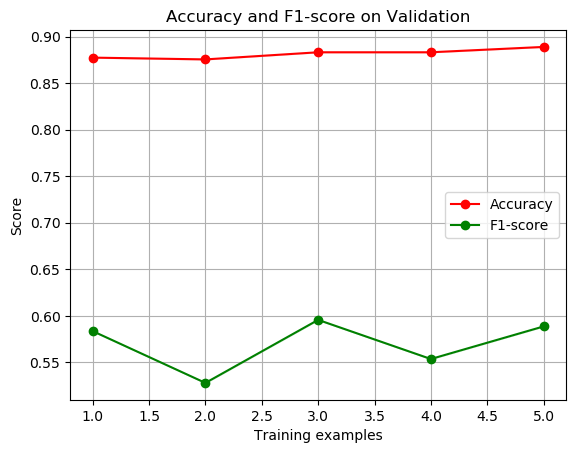 Accuracy and F1-score on Validation
0.90
0.85
0.80
0.75
0.70
0.65
0.60
0.55
Score
Accuracy
F1-score
1.0 1.5 2.0 2.5 3.0 3.5 4.0 4.5 5.0
Training examples